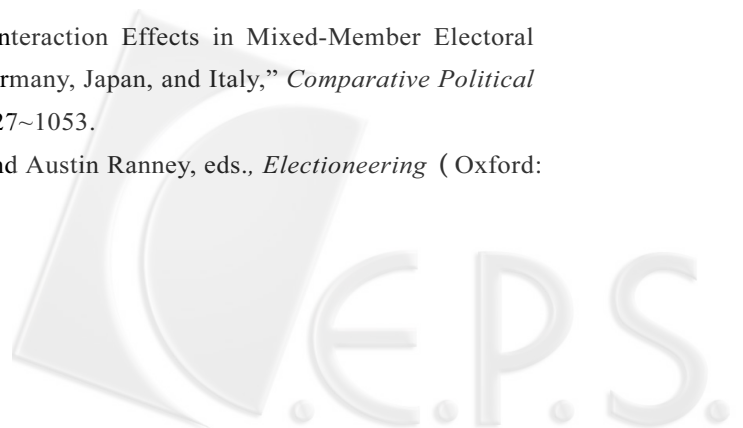 nteraction Effects in Mixed-Member Electoral
rmany, Japan, and Italy,” Comparative Political
27~1053.
nd Austin Ranney, eds., Electioneering ( Oxford:
C.E.P.S.